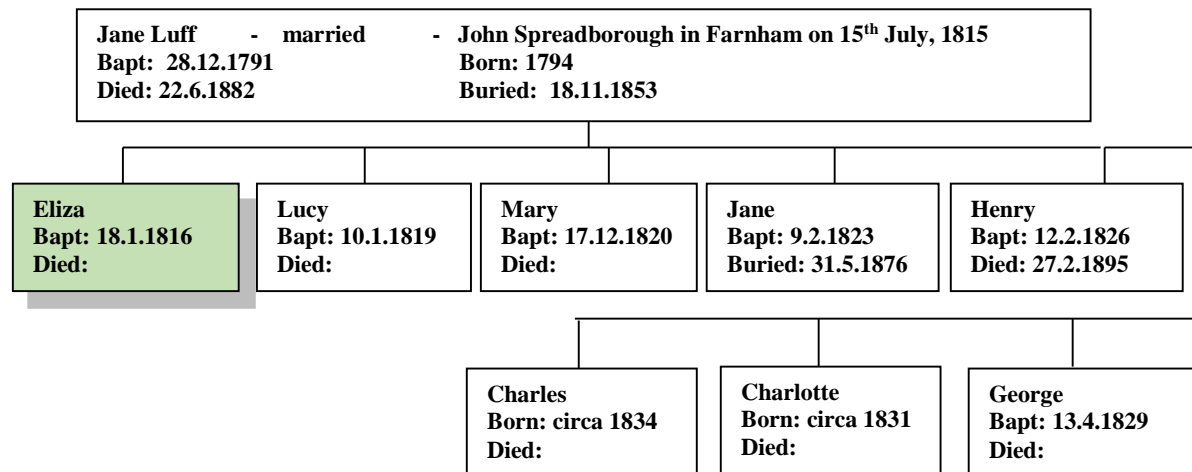 Jane Luff - married - John Spreadborough in Farnham on 15th July, 1815
Bapt: 28.12.1791 Born: 1794
Died: 22.6.1882 Buried: 18.11.1853
Eliza
Bapt: 18.1.1816
Died:
Lucy
Bapt: 10.1.1819
Died:
Mary
Bapt: 17.12.1820
Died:
Jane
Bapt: 9.2.1823
Buried: 31.5.1876
Henry
Bapt: 12.2.1826
Died: 27.2.1895
Charles
Born: circa 1834
Died:
Charlotte
Born: circa 1831
Died:
George
Bapt: 13.4.1829
Died: